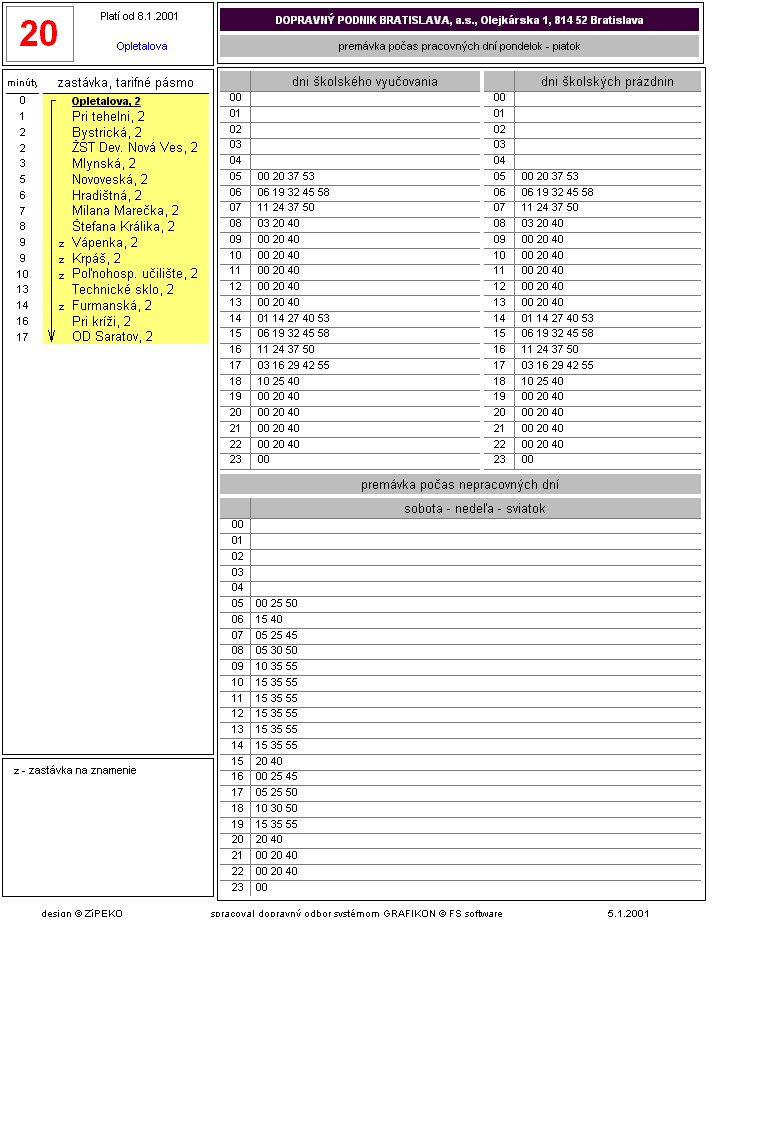 20
Platí od 8.1.2001
Opletalova
DOPRAVNÝ PODNIK BRATISLAVA, a.s., Olejkárska 1, 814 52 Bratislava
premávka počas pracovných dní pondelok - piatok
minúty zastávka, tarifné pásmo
0 Opletalova, 2
1 Pri tehelni, 2
2 Bystrická, 2
2 ŽST Dev. Nová Ves, 2
3 Mlynská, 2
5 Novoveská, 2
6 Hradištná, 2
7 Milana Marečka, 2
8 Štefana Králika, 2
9 z Vápenka, 2
9 z Krpáš, 2
10 z Poľnohosp. učilište, 2
13 Technické sklo, 2
14 z Furmanská, 2
16 Pri kríži, 2
17 OD Saratov, 2
z - zastávka na znamenie
dni školského vyučovania
00
01
02
03
04
05 00 20 37 53
06 06 19 32 45 58
07 11 24 37 50
08 03 20 40
09 00 20 40
10 00 20 40
11 00 20 40
12 00 20 40
13 00 20 40
14 01 14 27 40 53
15 06 19 32 45 58
16 11 24 37 50
17 03 16 29 42 55
18 10 25 40
19 00 20 40
20 00 20 40
21 00 20 40
22 00 20 40
23 00
dni školských prázdnin
00
01
02
03
04
05 00 20 37 53
06 06 19 32 45 58
07 11 24 37 50
08 03 20 40
09 00 20 40
10 00 20 40
11 00 20 40
12 00 20 40
13 00 20 40
14 01 14 27 40 53
15 06 19 32 45 58
16 11 24 37 50
17 03 16 29 42 55
18 10 25 40
19 00 20 40
20 00 20 40
21 00 20 40
22 00 20 40
23 00
premávka počas nepracovných dní
sobota - nedeľa - sviatok
00
01
02
03
04
05 00 25 50
06 15 40
07 05 25 45
08 05 30 50
09 10 35 55
10 15 35 55
11 15 35 55
12 15 35 55
13 15 35 55
14 15 35 55
15 20 40
16 00 25 45
17 05 25 50
18 10 30 50
19 15 35 55
20 20 40
21 00 20 40
22 00 20 40
23 00
design © ZiPEKO spracoval dopravný odbor systémom GRAFIKON © FS software 5.1.2001